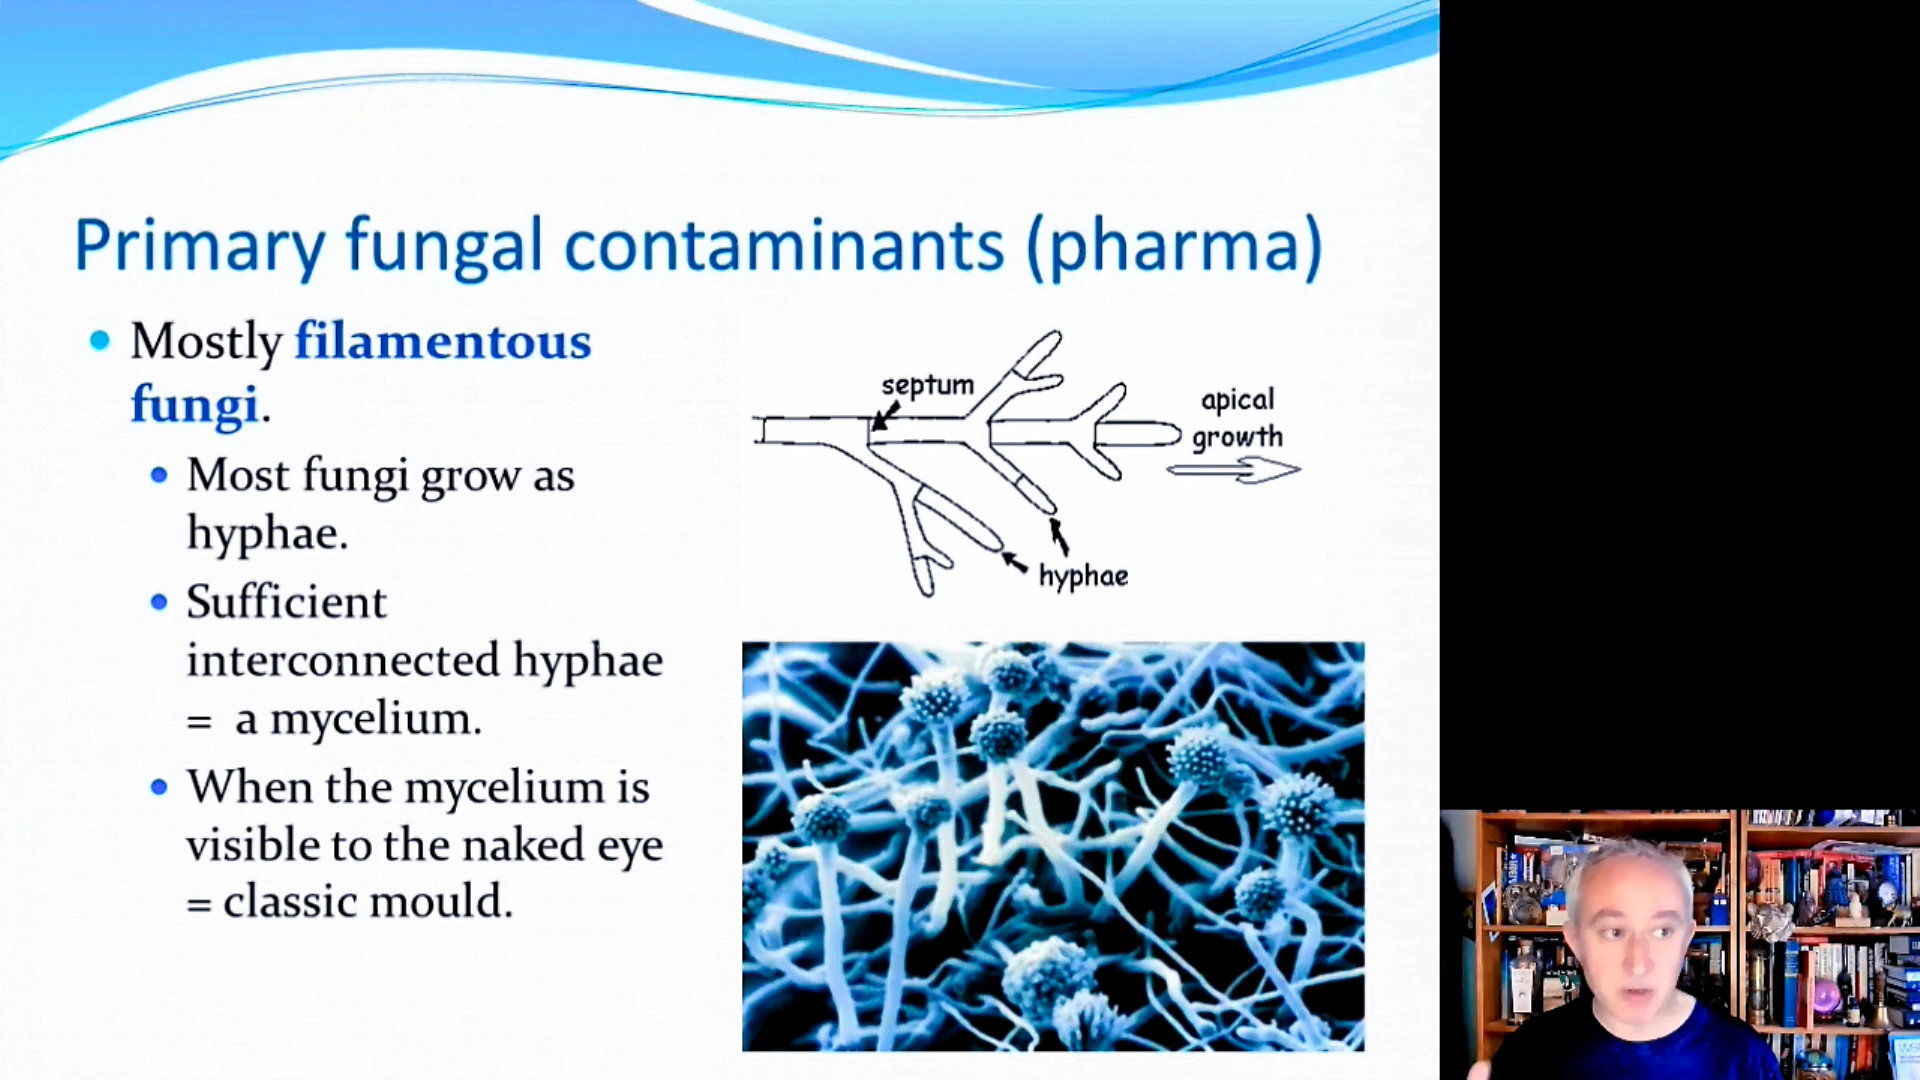 Primary fungal contaminants (pharma)
Mostly filamentous
fungi.
Most fungi grow as
hyphae.
Sufficient
interconnected hyphae
= a mycelium.
When the mycelium is
visible to the naked eye
= classic mould.
septum
apical
growth
hyphae